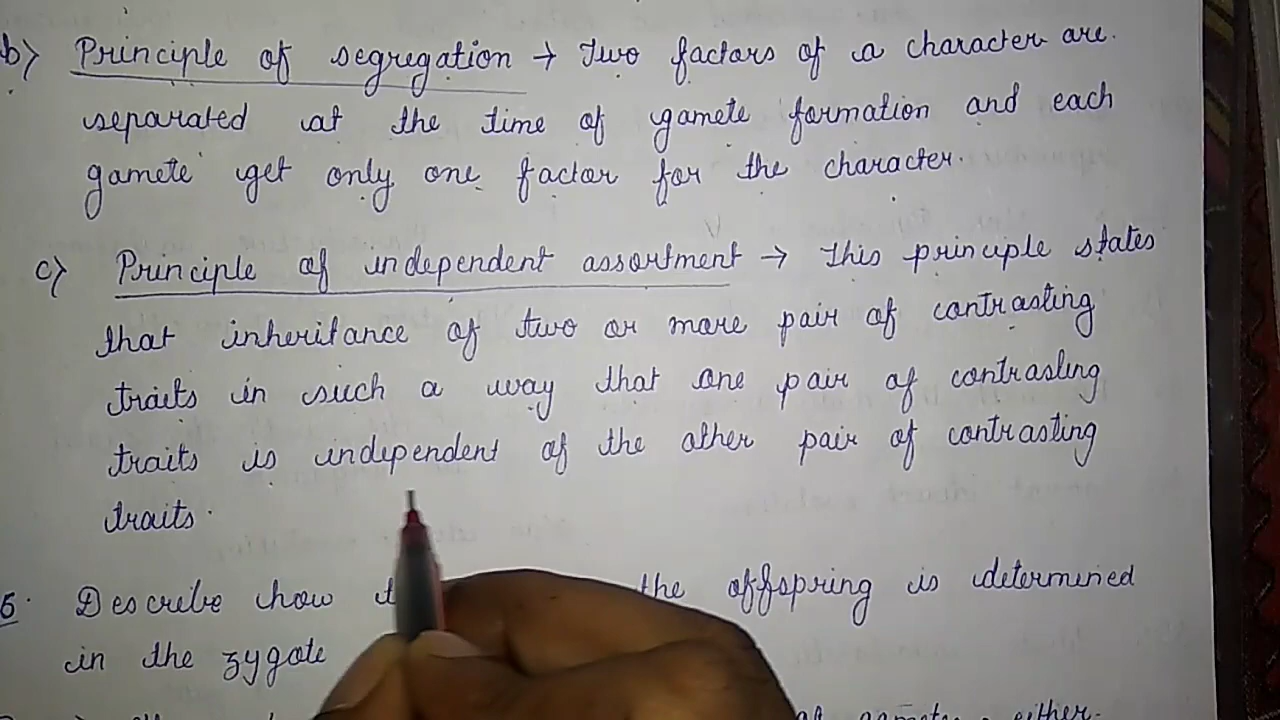 b) Principle of segregation → Two factors of a character are.
separated at the time of gamete formation and each
gamete get only one factor for the character.
c) Principle of independent assortment → This principle states
that inheritance of two or more pair of contrasting
traits in such a way that one pair of contrasting
traits is independent of the other pair of contrasting
traits.
5. Describe how the offspring is determined
in the zygote
of gamete, either